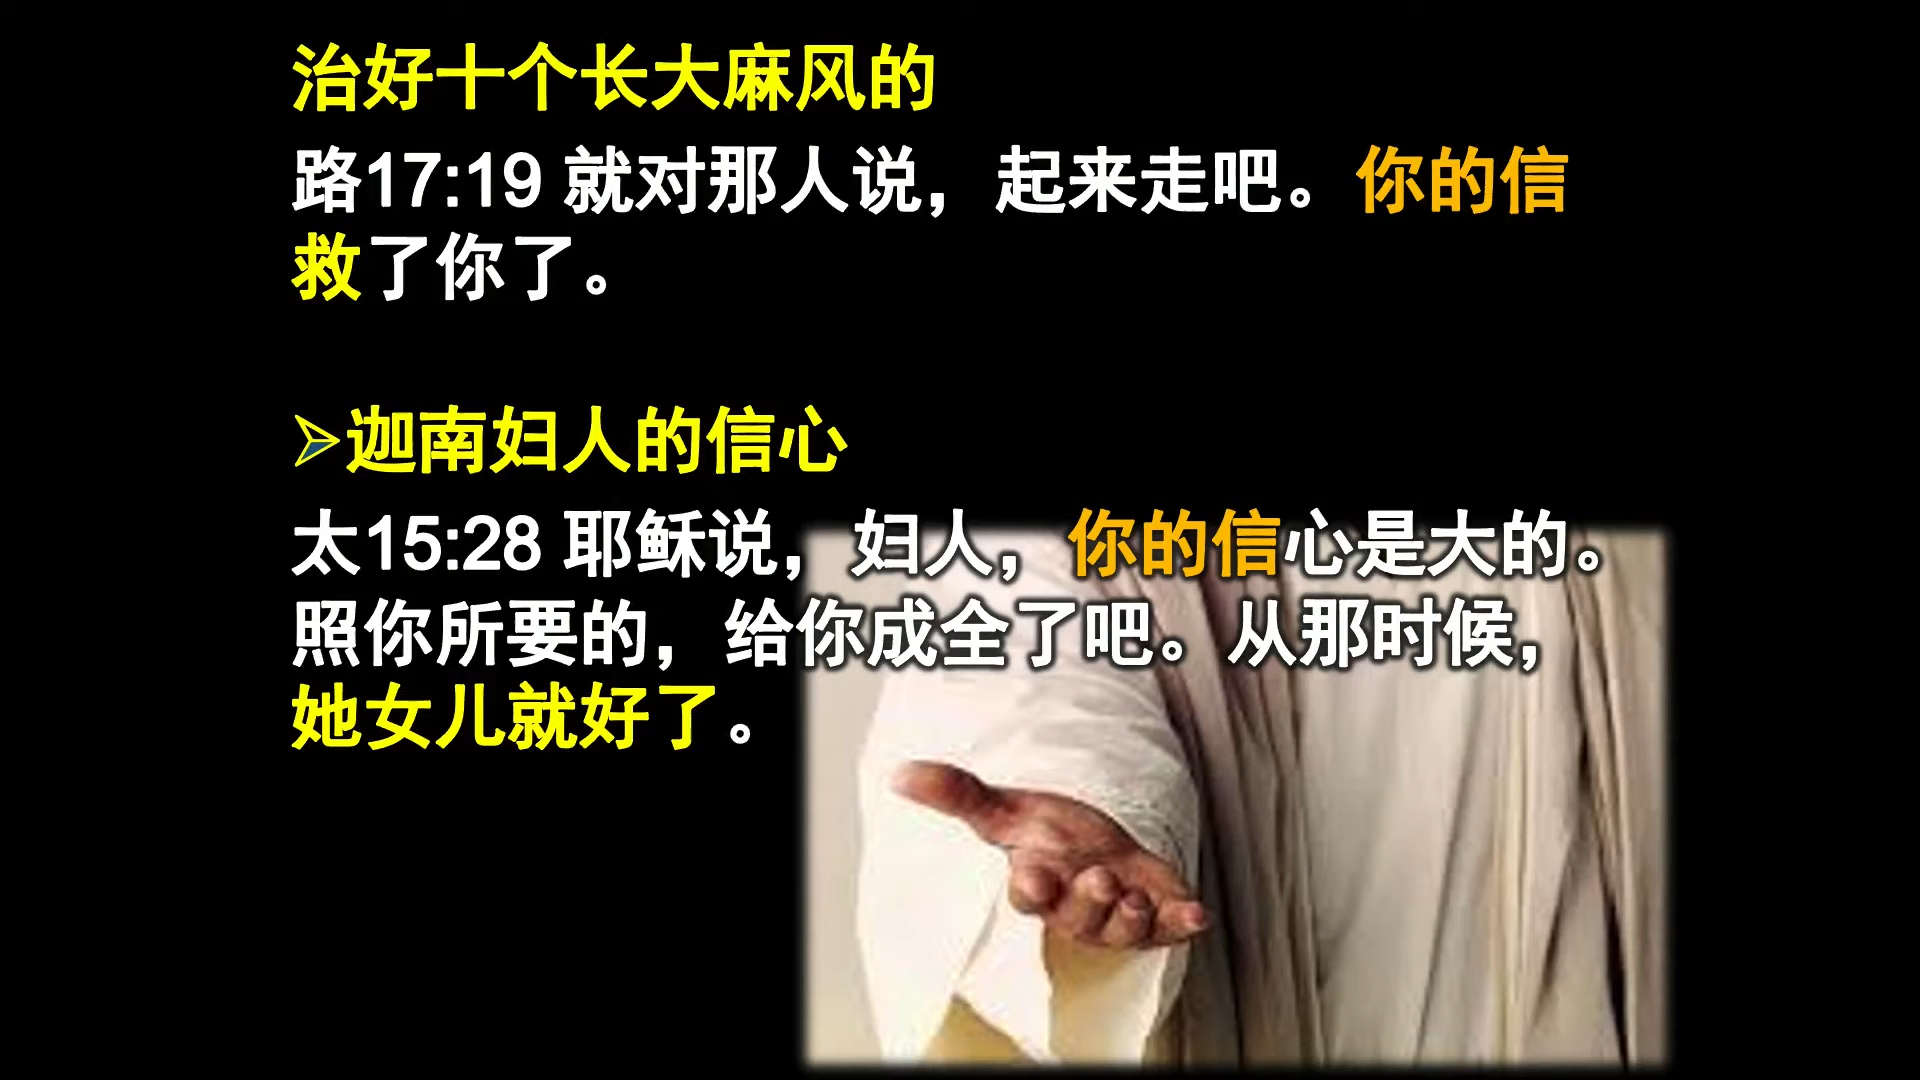 治好十个长大麻风的
路17:19 就对那人说，起来走吧。你的信
救了你了。
➢迦南妇人的信心
太15:28 耶稣说，妇人，你的信心是大的。
照你所要的，给你成全了吧。从那时候，
她女儿就好了。